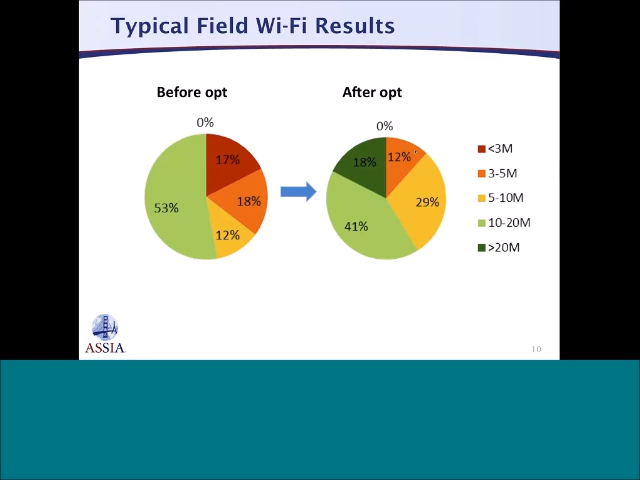 Typical Field Wi-Fi Results
Before opt
After opt
0%
17%
18%
12%
53%
0%
12%
29%
41%
18%
<3M
3-5M
5-10M
10-20M
>20M
ASSIA
10